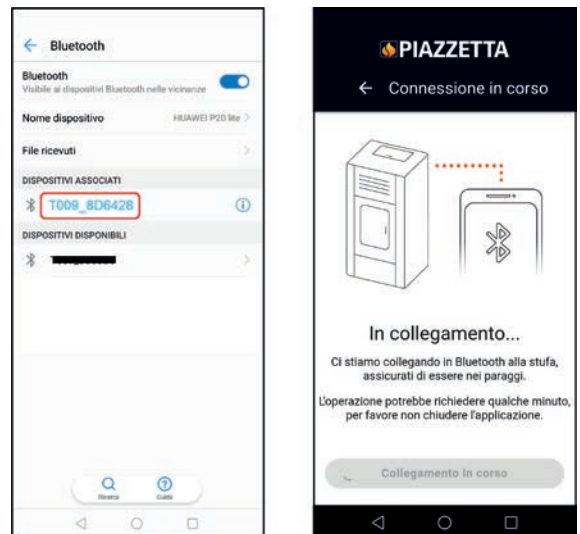 Bluetooth
Bluetooth
Visibile ai dispositivi Bluetooth nelle vicinanze
Nome dispositivo HUAWEI P20 lite
File ricevuti
DISPOSITIVI ASSOCIATI
T009_8D6428
DISPOSITIVI DISPONIBILI
Ricerca Guida
PIAZZETTA
Connessione in corso
In collegamento...
Ci stiamo collegando in Bluetooth alla stufa,
assicurati di essere nei paraggi.
L'operazione potrebbe richiedere qualche minuto,
per favore non chiudere l'applicazione.
Collegamento in corso